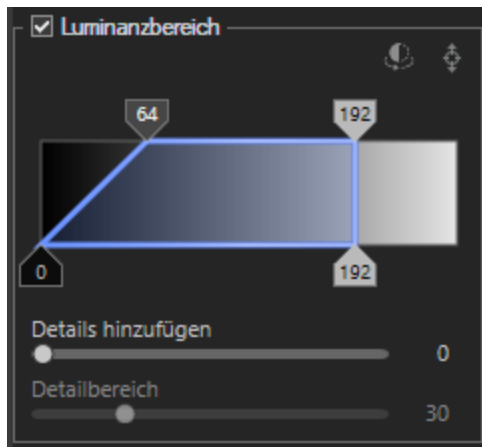 Luminanzbereich
64 192
0 192
Details hinzufügen
0
Detailbereich
30